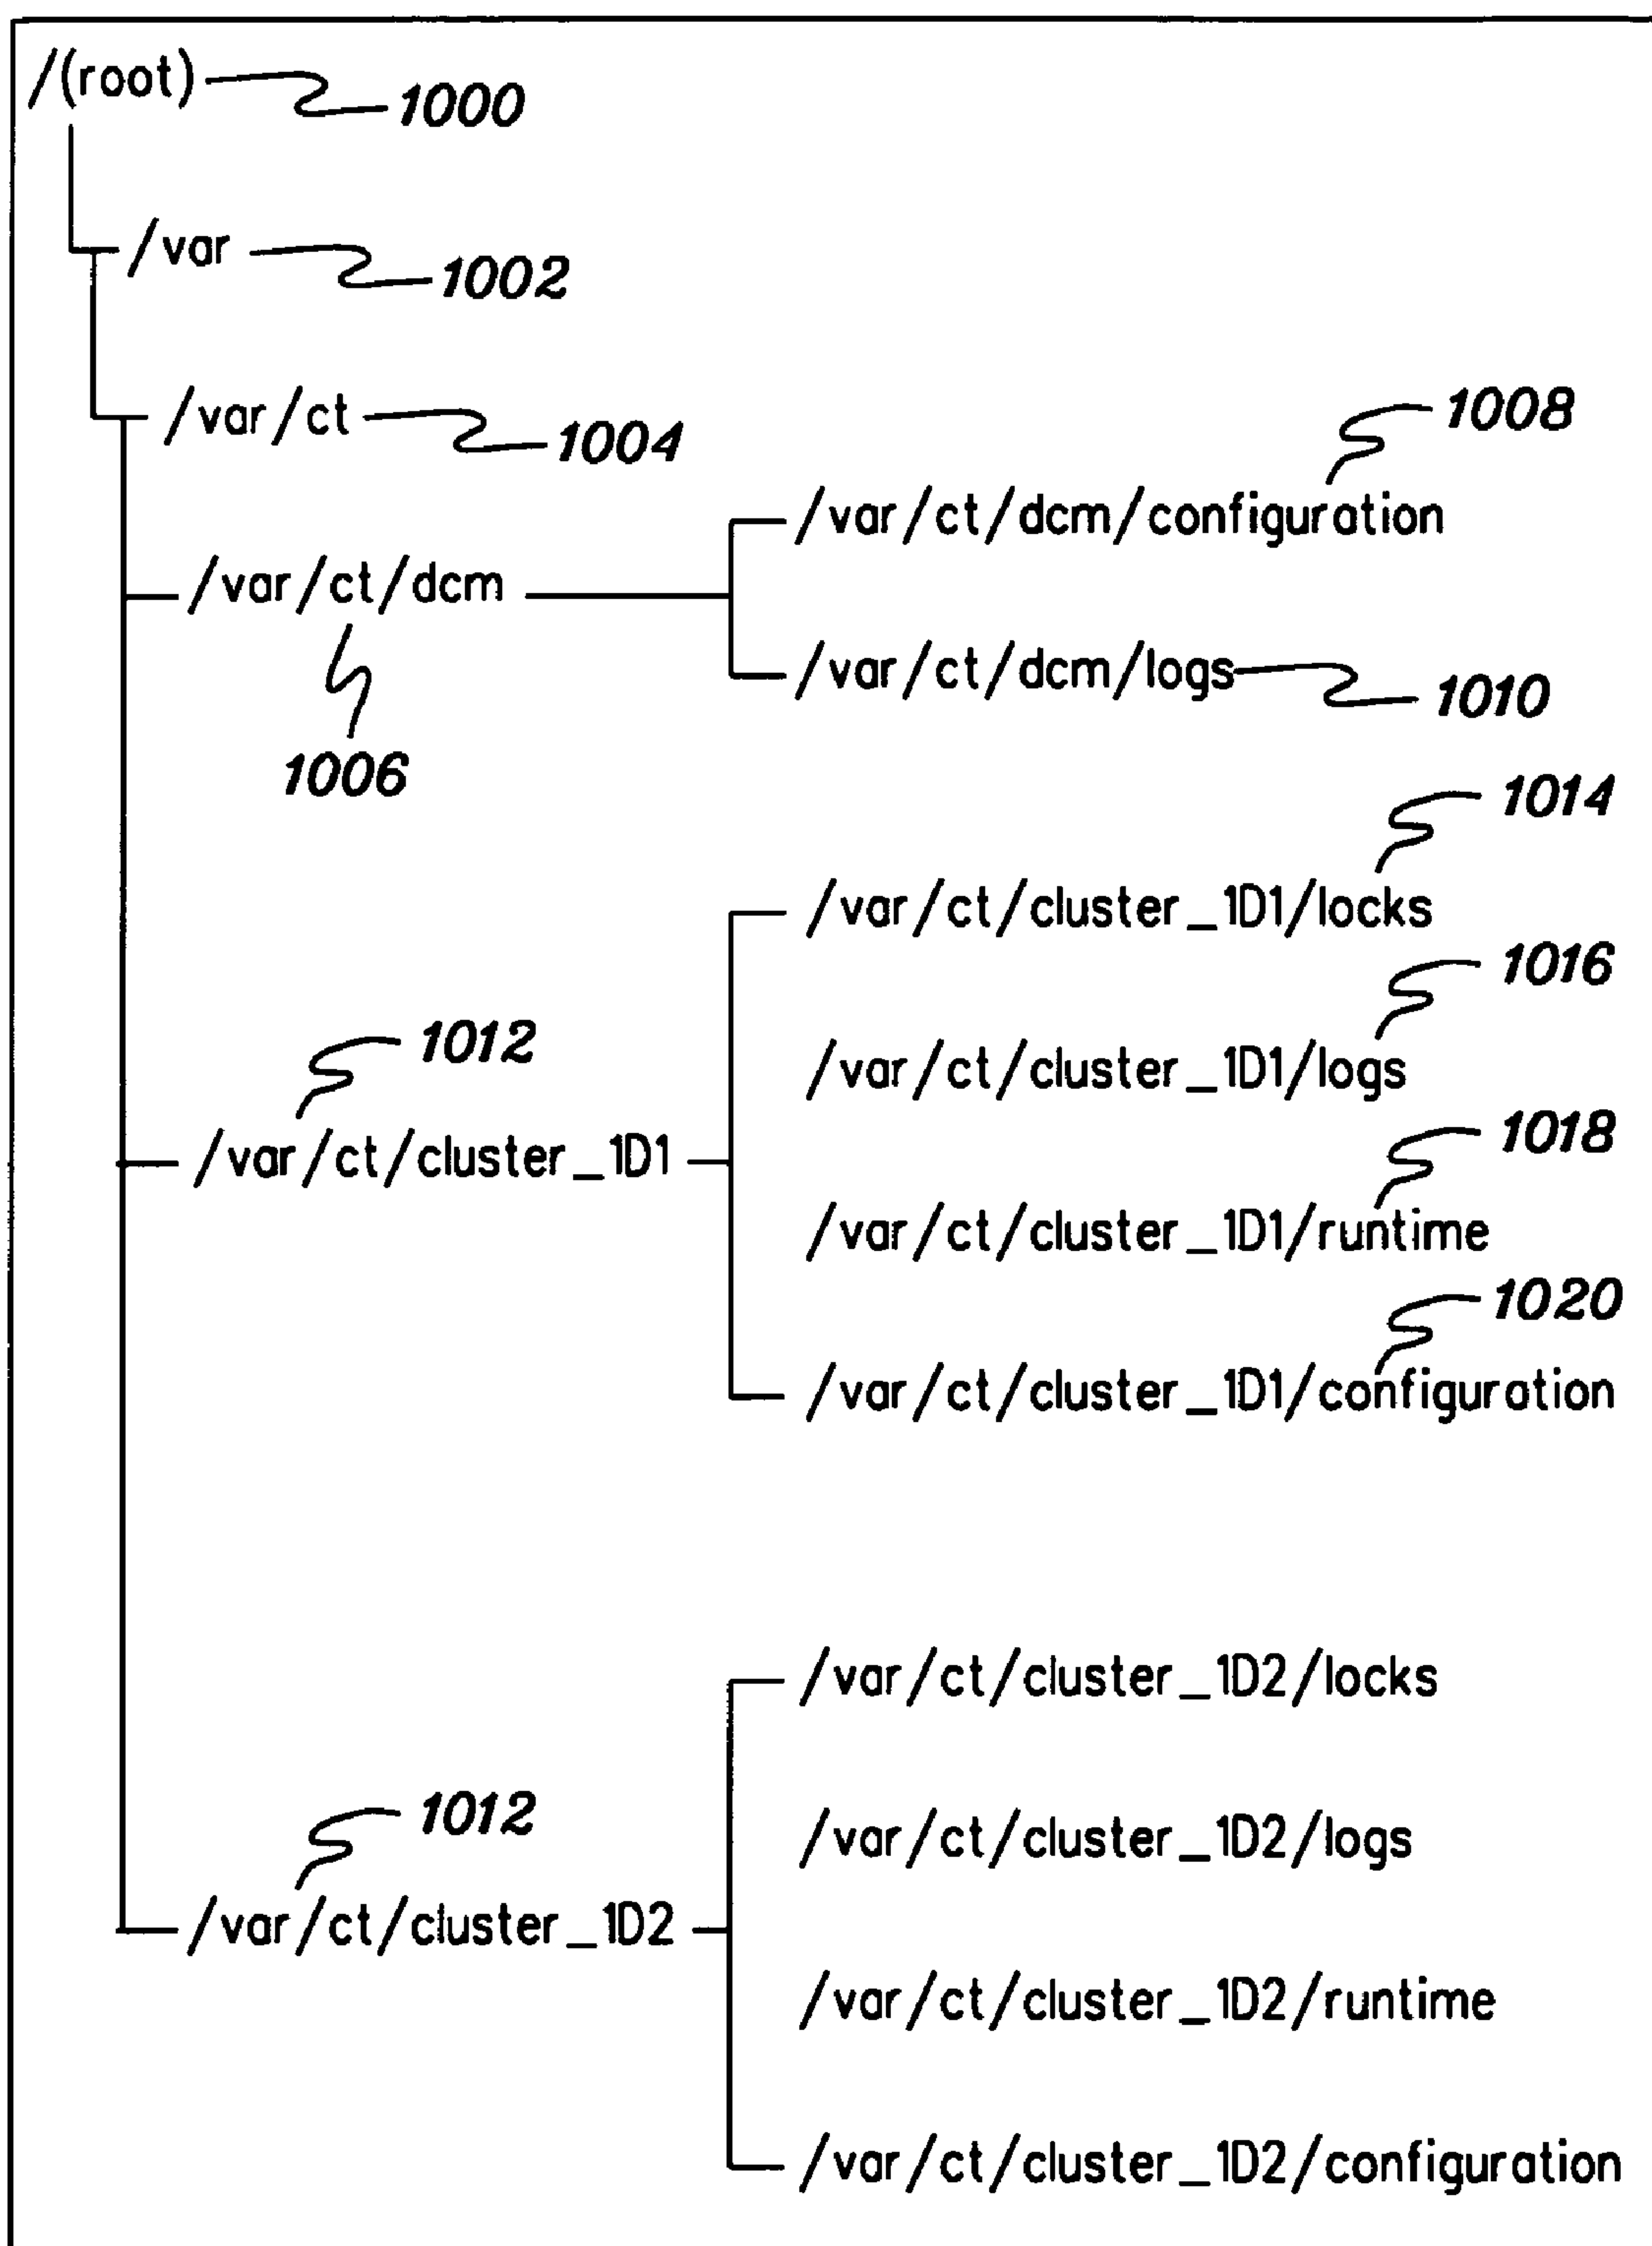 /(root)
1000
/var
1002
/var/ct
1004
1008
/var/ct/dcm/configuration
/var/ct/dcm
/var/ct/dcm/logs
1010
1006
1014
/var/ct/cluster_1D1/locks
1016
/var/ct/cluster_1D1/logs
1012
/var/ct/cluster_1D1
1018
/var/ct/cluster_1D1/runtime
1020
/var/ct/cluster_1D1/configuration
/var/ct/cluster_1D2/locks
1012
/var/ct/cluster_1D2/logs
/var/ct/cluster_1D2
/var/ct/cluster_1D2/runtime
/var/ct/cluster_1D2/configuration